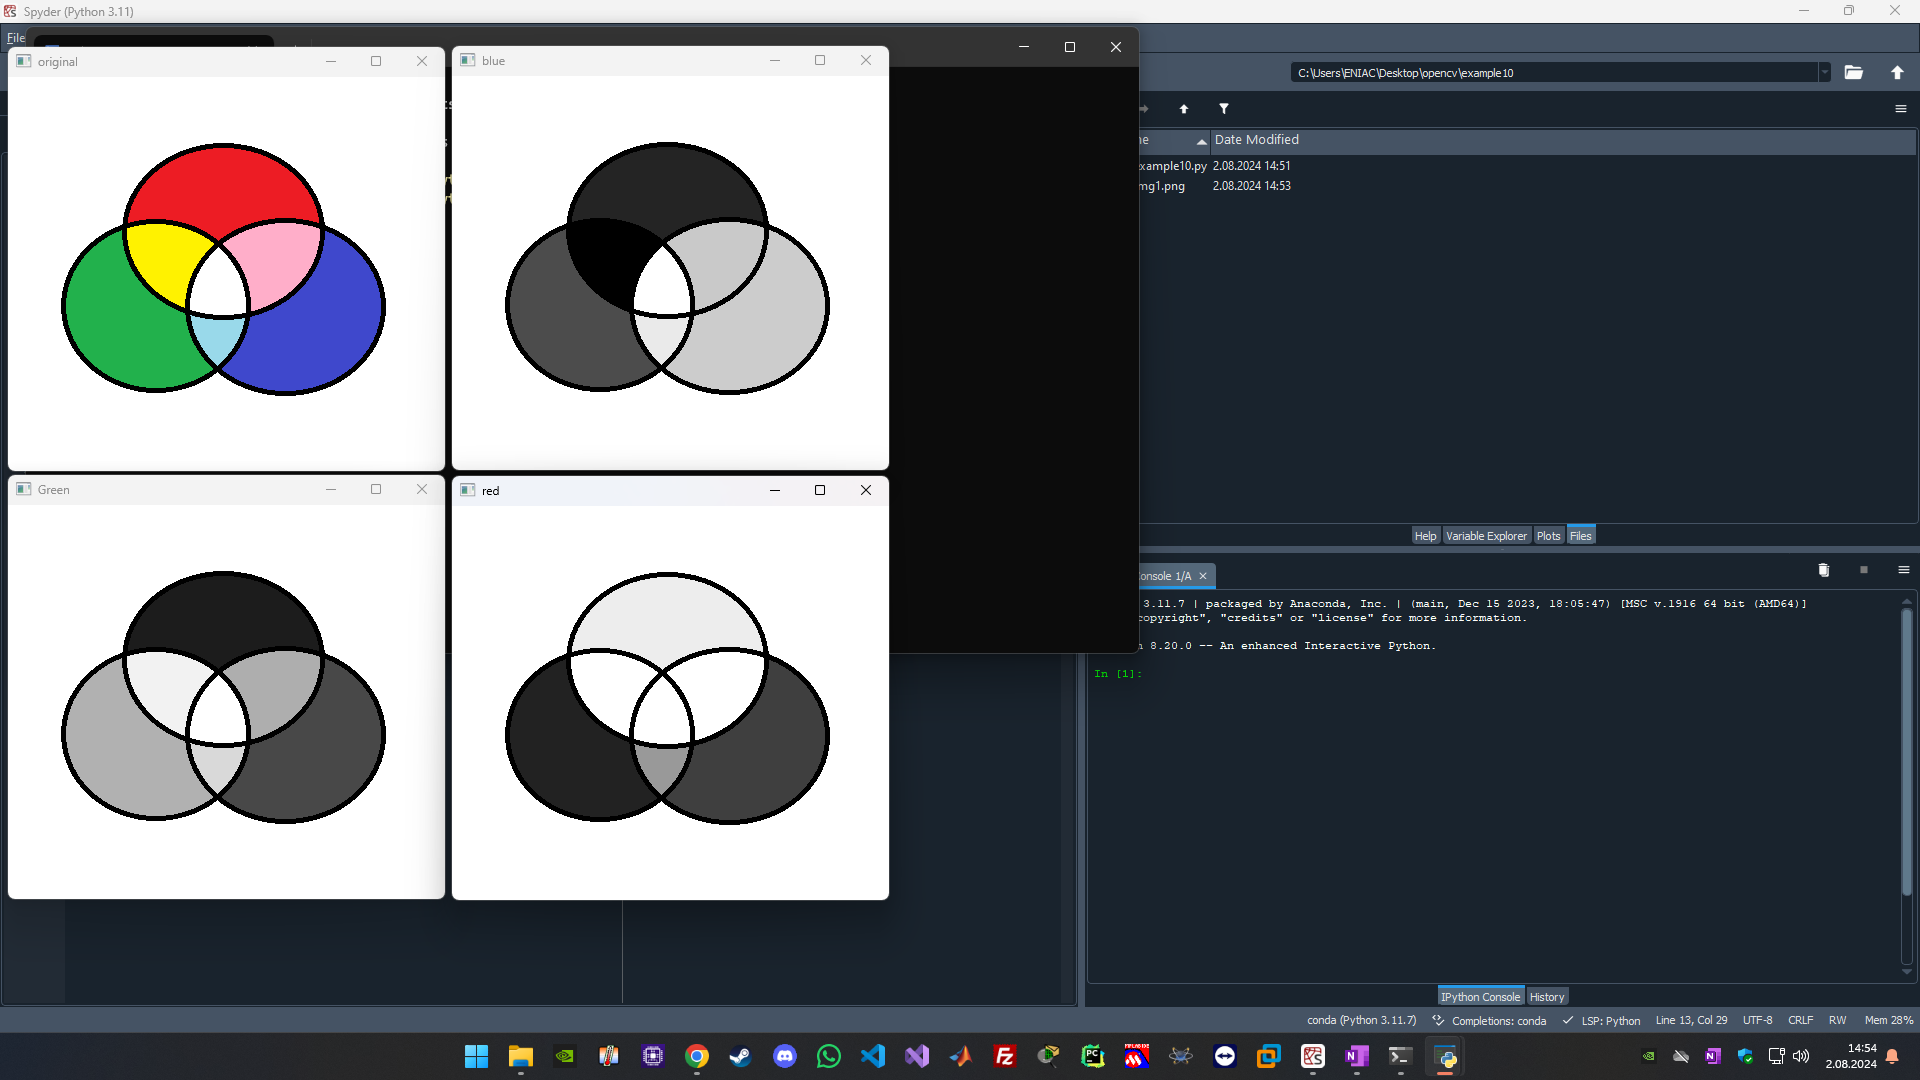 Spyder (Python 3.11)
File
original
blue
C:\Users\ENIAC\Desktop\opencv\example10
Date Modified
xample10.py 2.08.2024 14:51
mg1.png 2.08.2024 14:53
Green
red
Help Variable Explorer Plots Files
onsole 1/A
3.11.7 | packaged by Anaconda, Inc. | (main, Dec 15 2023, 18:05:47) [MSC v.1916 64 bit (AMD64)]
opyright", "credits" or "license" for more information.
8.20.0 -- An enhanced Interactive Python.
In [1]:
IPython Console History
conda (Python 3.11.7) Completions: conda LSP: Python Line 13, Col 29 UTF-8 CRLF RW Mem 28%
14:54
2.08.2024